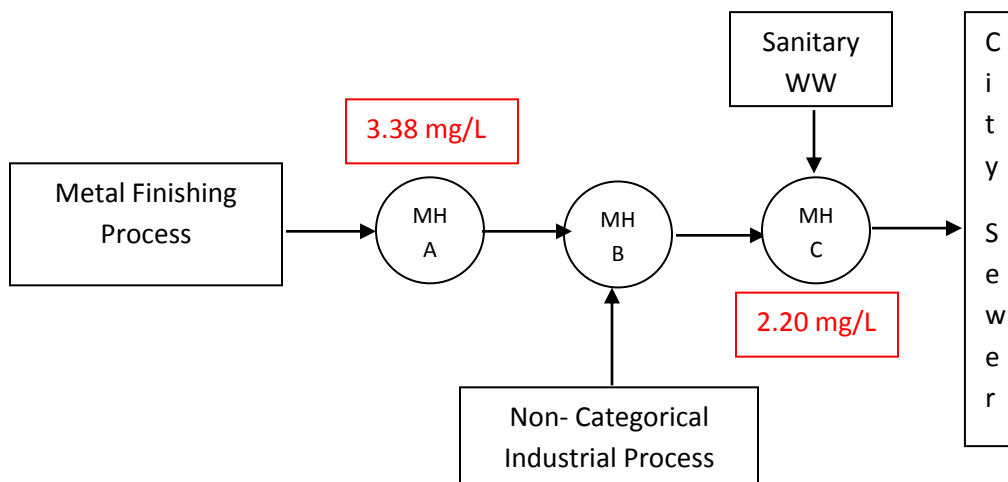 Sanitary
WW
3.38 mg/L
Metal Finishing
Process
MH
A
MH
B
MH
C
2.20 mg/L
Non- Categorical
Industrial Process
C
i
t
y
S
e
w
e
r